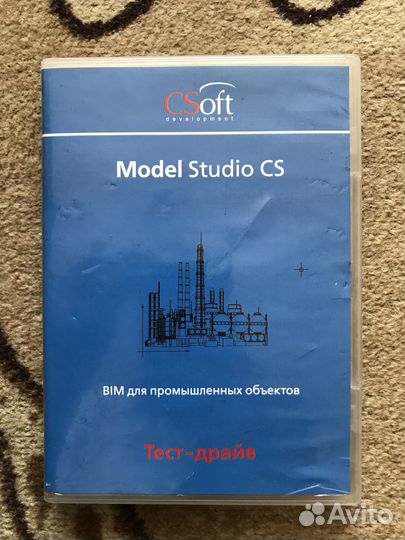 CSoft
development
Model Studio CS
BIM для промышленных объектов
Тест-драйв
Avito